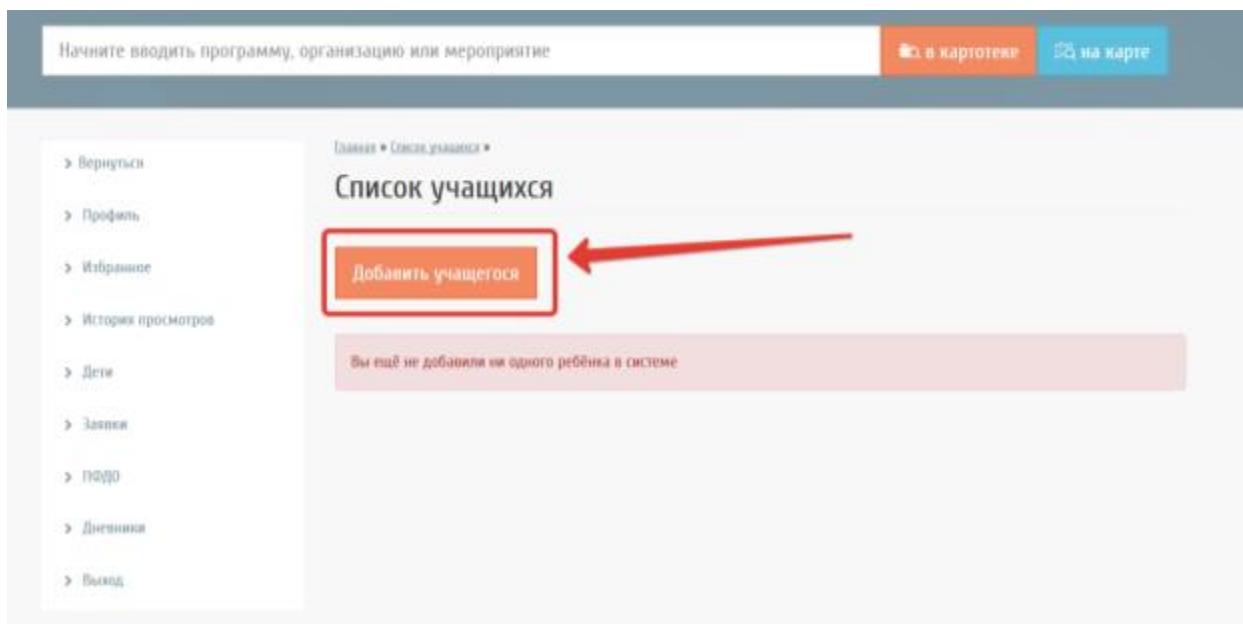 Начните вводить программу, организацию или мероприятие
в картотеке
на карте
Вернуться
Профиль
Избранное
История просмотров
Дети
Заявки
ПФДО
Дневники
Выход
Главная • Список учащихся •
Список учащихся
Добавить учащегося
Вы ещё не добавили ни одного ребёнка в системе